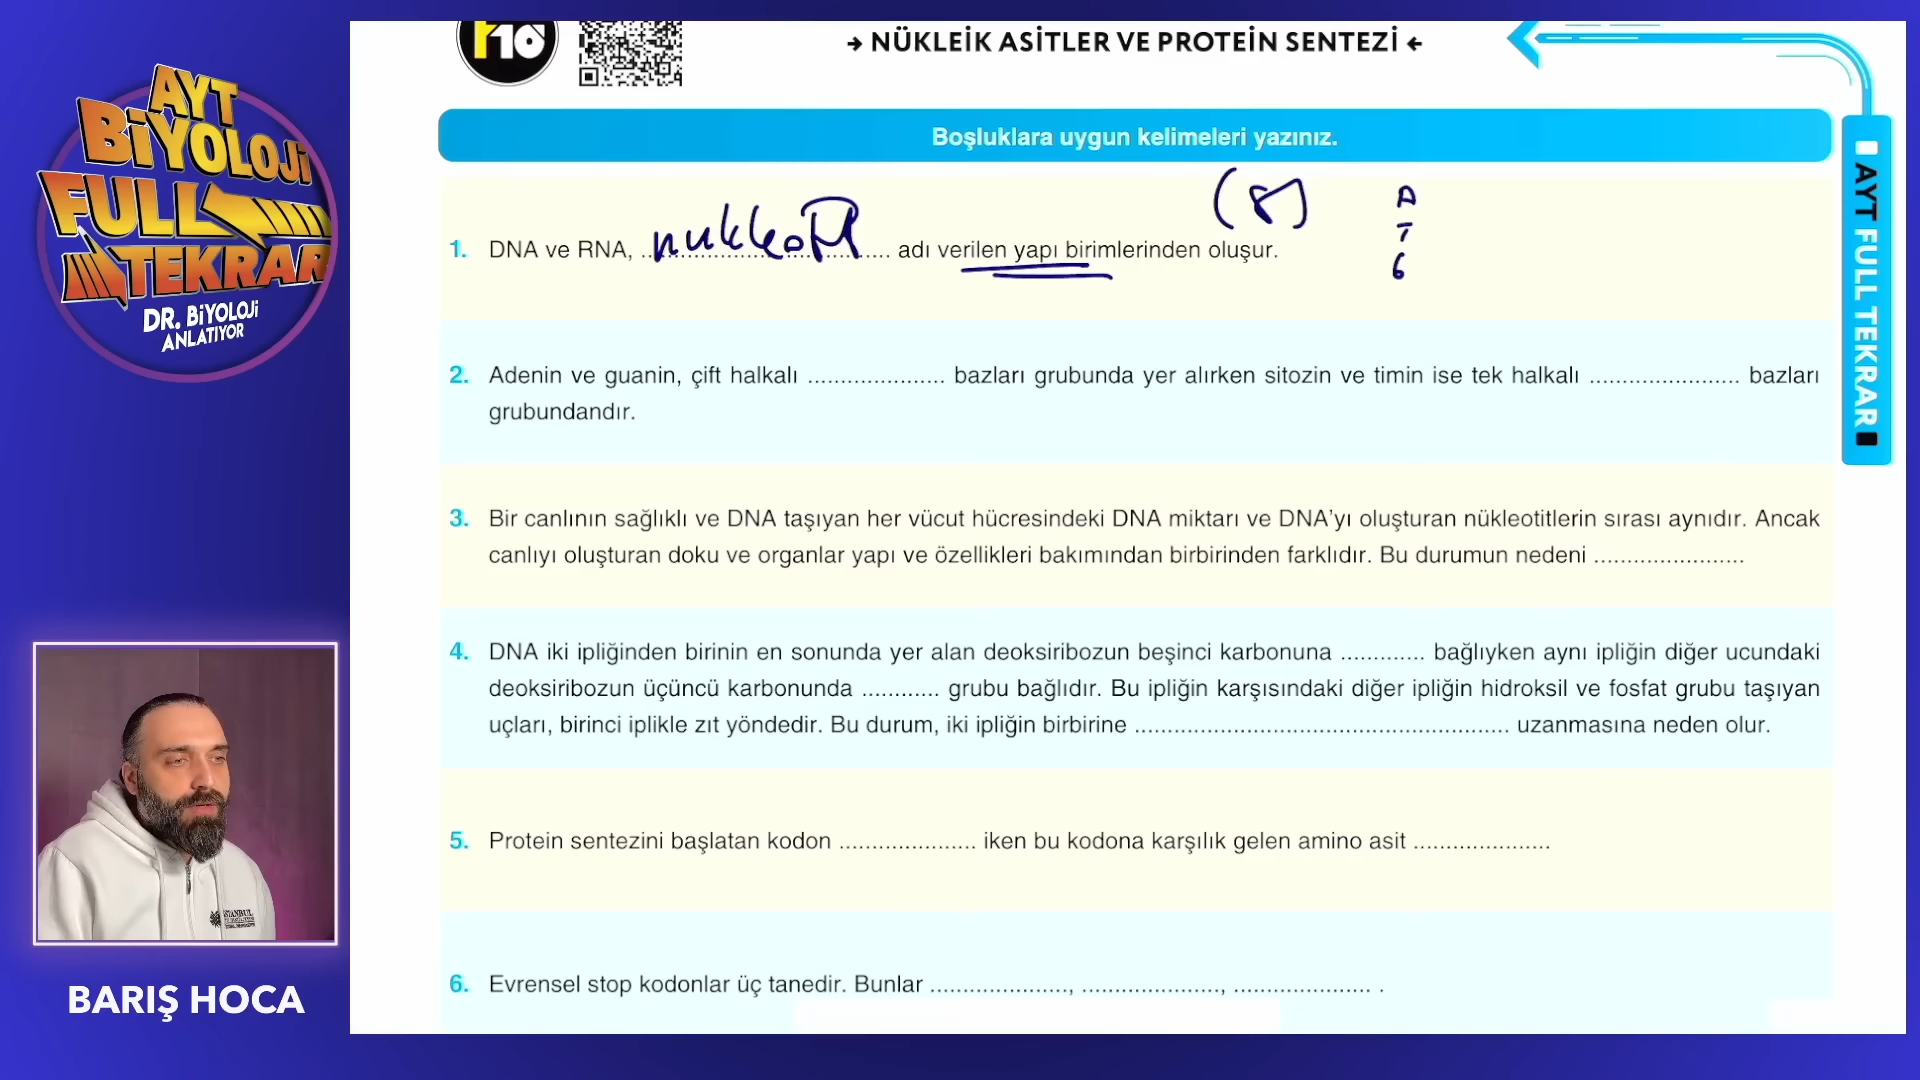 AYT
BİYOLOJİ
FULL
TEKRAR
DR. BİYOLOJİ
ANLATIYOR
→ NÜKLEİK ASİTLER VE PROTEİN SENTEZİ ←
AYT FULL TEKRAR
Boşluklara uygun kelimeleri yazınız.
(8)
A
T
G
1. DNA ve RNA, nukleotit adı verilen yapı birimlerinden oluşur.
2. Adenin ve guanin, çift halkalı ..................... bazları grubunda yer alırken sitozin ve timin ise tek halkalı ....................... bazları
grubundandır.
3. Bir canlının sağlıklı ve DNA taşıyan her vücut hücresindeki DNA miktarı ve DNA'yı oluşturan nükleotitlerin sırası aynıdır. Ancak
canlıyı oluşturan doku ve organlar yapı ve özellikleri bakımından birbirinden farklıdır. Bu durumun nedeni .......................
4. DNA iki ipliğinden birinin en sonunda yer alan deoksiribozun beşinci karbonuna ............. bağlıyken aynı ipliğin diğer ucundaki
deoksiribozun üçüncü karbonunda ............ grubu bağlıdır. Bu ipliğin karşısındaki diğer ipliğin hidroksil ve fosfat grubu taşıyan
uçları, birinci iplikle zıt yöndedir. Bu durum, iki ipliğin birbirine ......................................................... uzanmasına neden olur.
5. Protein sentezini başlatan kodon ..................... iken bu kodona karşılık gelen amino asit .....................
6. Evrensel stop kodonlar üç tanedir. Bunlar ....................., ....................., ..................... .
BARIŞ HOCA